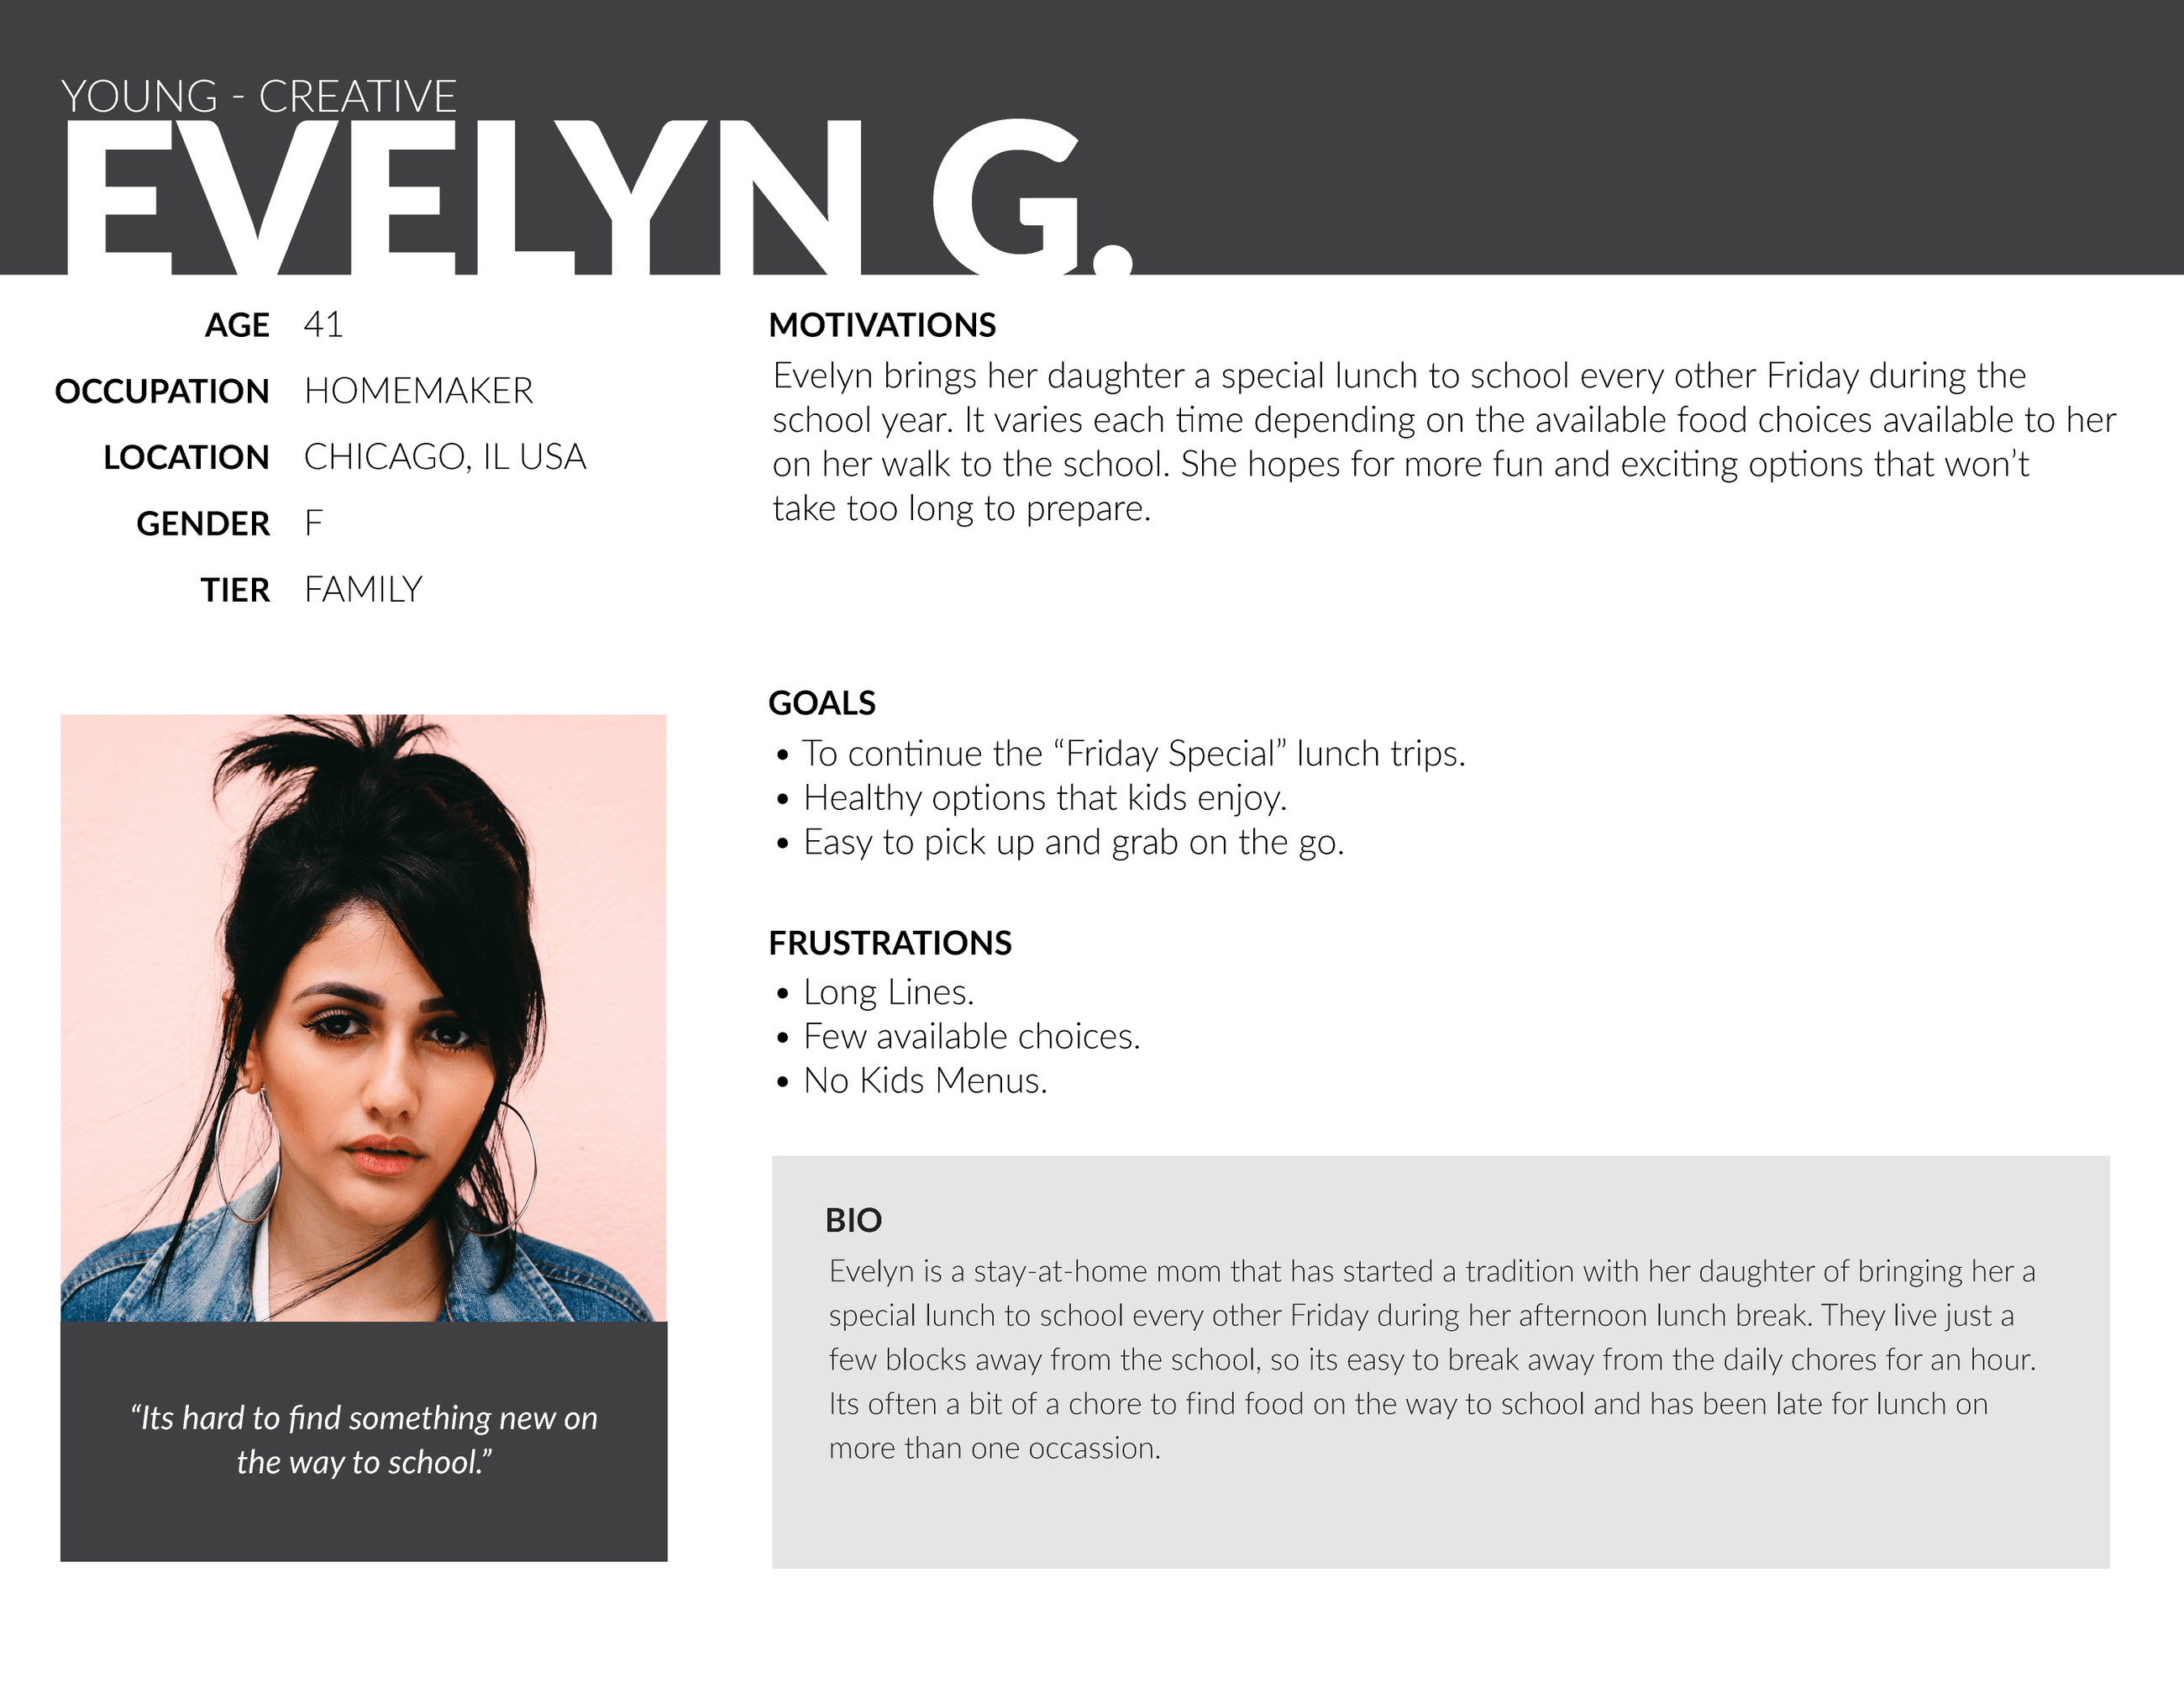 YOUNG - CREATIVE
EVELYN G.
AGE 41
OCCUPATION HOMEMAKER
LOCATION CHICAGO, IL USA
GENDER F
TIER FAMILY
“Its hard to find something new on
the way to school.”
MOTIVATIONS
Evelyn brings her daughter a special lunch to school every other Friday during the
school year. It varies each time depending on the available food choices available to her
on her walk to the school. She hopes for more fun and exciting options that won’t
take too long to prepare.
GOALS
• To continue the “Friday Special” lunch trips.
• Healthy options that kids enjoy.
• Easy to pick up and grab on the go.
FRUSTRATIONS
• Long Lines.
• Few available choices.
• No Kids Menus.
BIO
Evelyn is a stay-at-home mom that has started a tradition with her daughter of bringing her a
special lunch to school every other Friday during her afternoon lunch break. They live just a
few blocks away from the school, so its easy to break away from the daily chores for an hour.
Its often a bit of a chore to find food on the way to school and has been late for lunch on
more than one occassion.